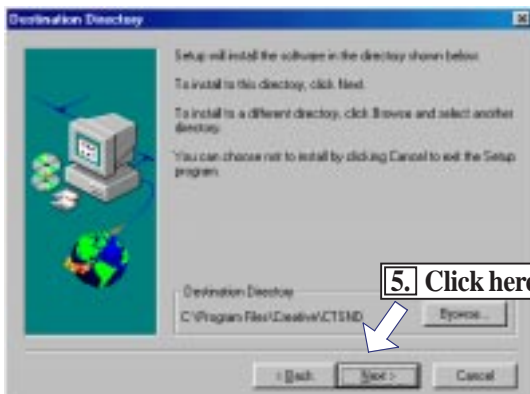 Destination Directory
Setup will install the software in the directory shown below.
To install to this directory, click Next.
To install to a different directory, click Browse and select another
directory.
You can choose not to install by clicking Cancel to exit the Setup
program.
5. Click here
Destination Directory
C:\Program Files\Creative\CTSND
Browse...
< Back
Next >
Cancel